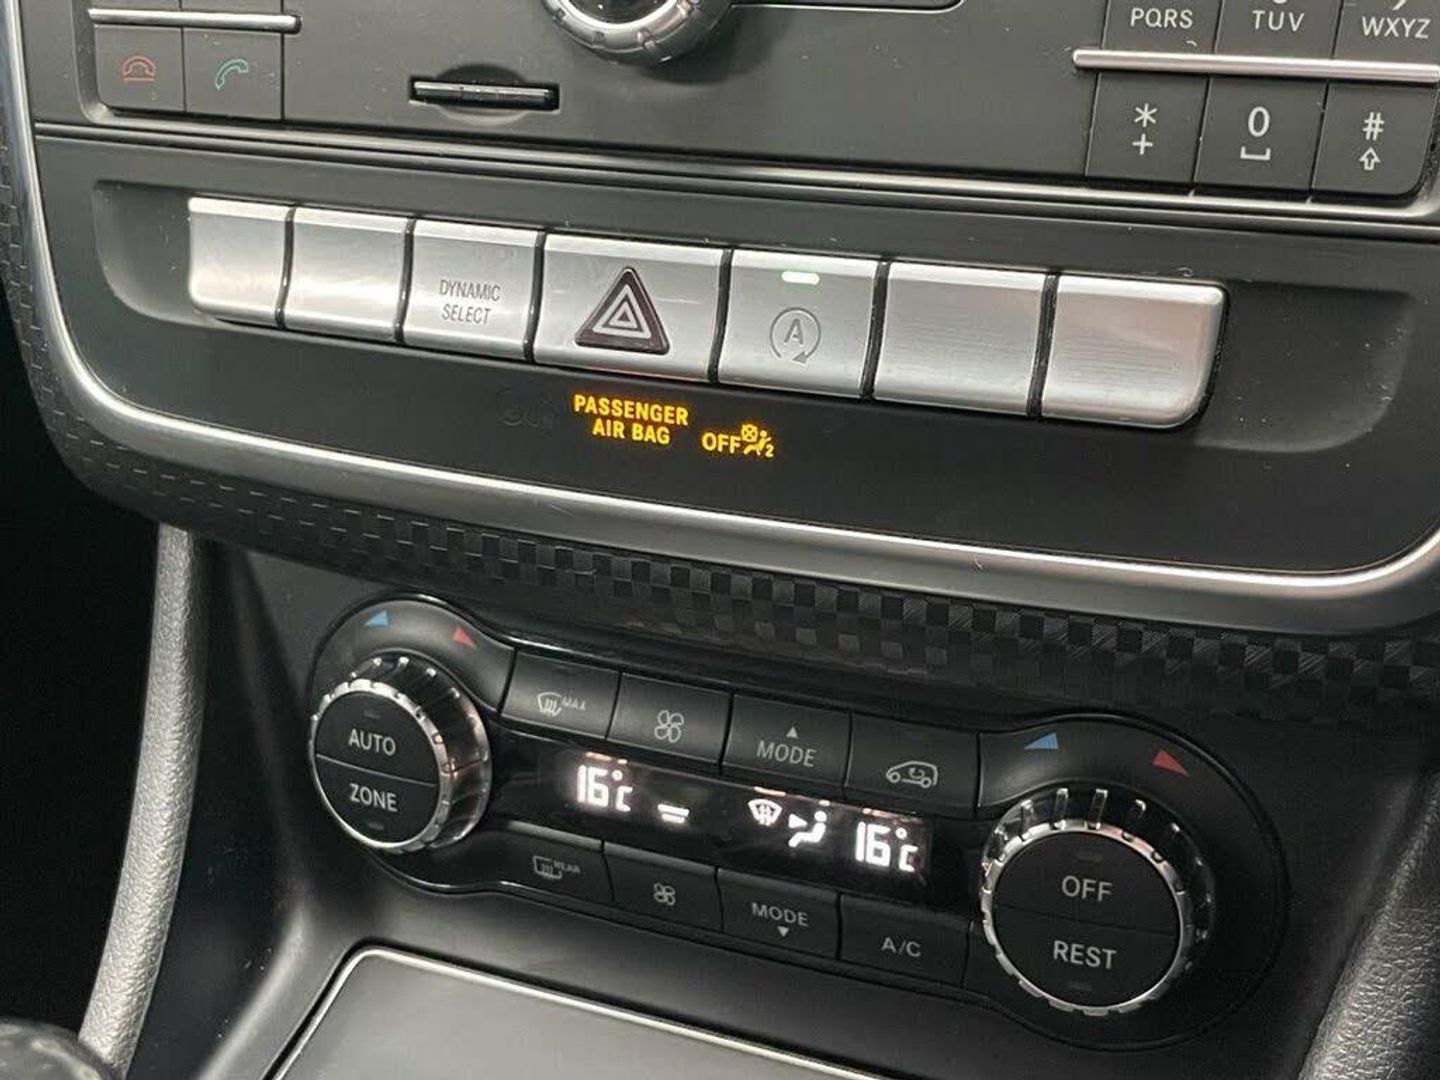 PQRS TUV WXYZ
* 0 #
+
DYNAMIC
SELECT
A
PASSENGER
AIR BAG OFF 2
MAX
AUTO
MODE
ZONE
16°C 16°C
REAR
OFF
MODE
A/C
REST